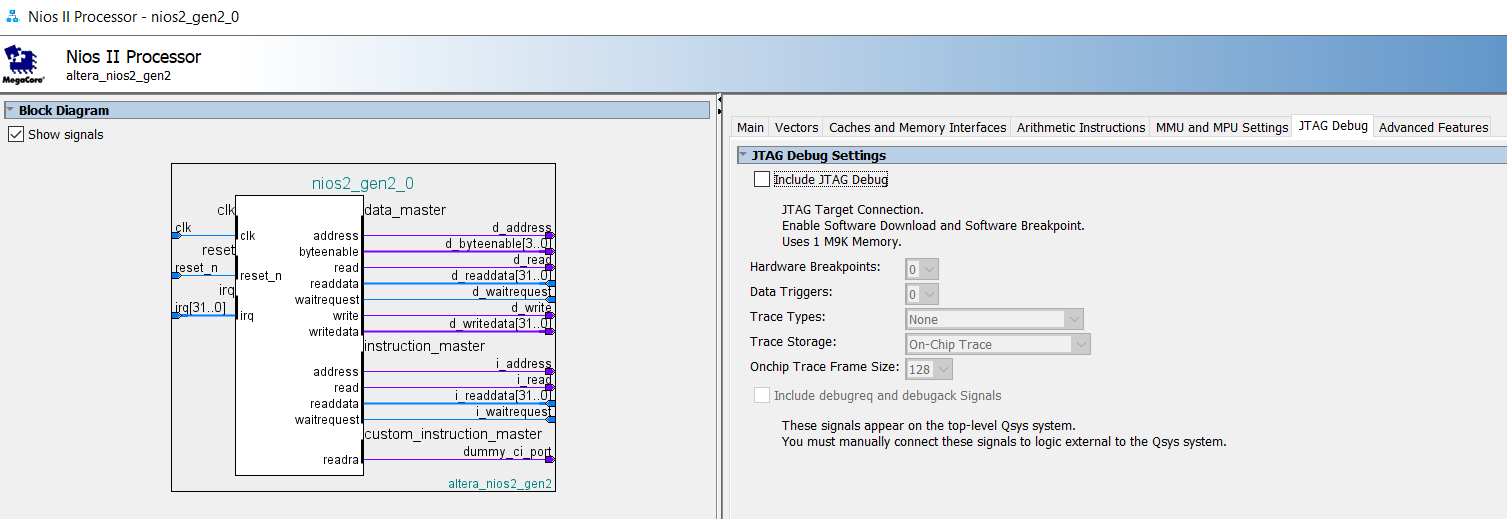 Nios II Processor - nios2_gen2_0
MegaCore®
Nios II Processor
altera_nios2_gen2
Block Diagram
Show signals
nios2_gen2_0
clk
data_master
clk
d_address
clk
address
d_byteenable[3..0]
reset
byteenable
d_read
reset_n
read
d_readdata[31..0]
reset_n
readdata
d_waitrequest
irq
waitrequest
d_write
irq[31..0]
irq
write
d_writedata[31..0]
writedata
instruction_master
i_address
address
i_read
read
i_readdata[31..0]
readdata
i_waitrequest
waitrequest
custom_instruction_master
dummy_ci_port
readra
altera_nios2_gen2
Main Vectors Caches and Memory Interfaces Arithmetic Instructions MMU and MPU Settings JTAG Debug Advanced Features
JTAG Debug Settings
Include JTAG Debug
JTAG Target Connection.
Enable Software Download and Software Breakpoint.
Uses 1 M9K Memory.
Hardware Breakpoints: 0
Data Triggers: 0
Trace Types: None
Trace Storage: On-Chip Trace
Onchip Trace Frame Size: 128
Include debugreq and debugack Signals
These signals appear on the top-level Qsys system.
You must manually connect these signals to logic external to the Qsys system.